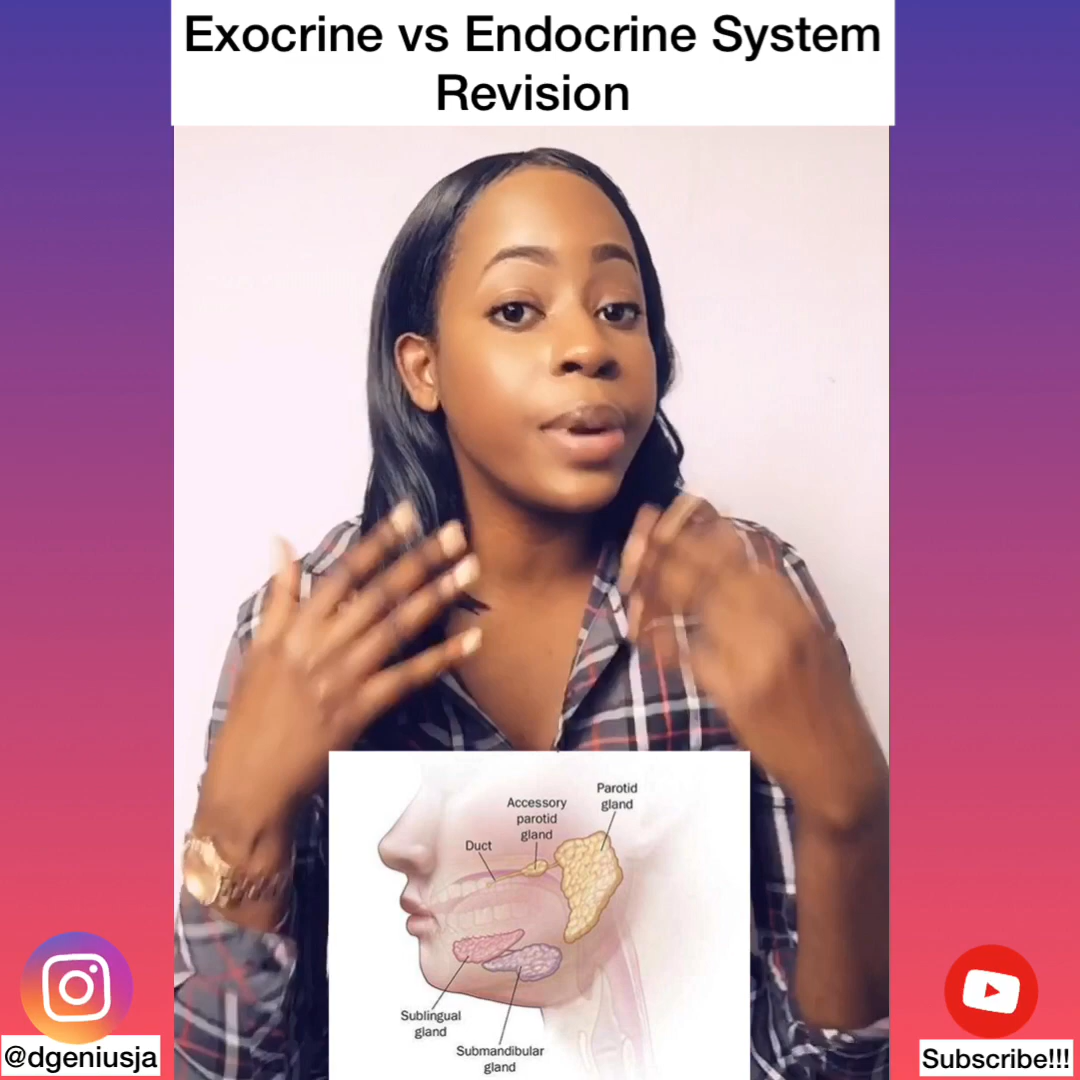 Exocrine vs Endocrine System
Revision
Parotid
gland
Accessory
parotid
gland
Duct
Sublingual
gland
Submandibular
gland
@dgeniusja
Subscribe!!!